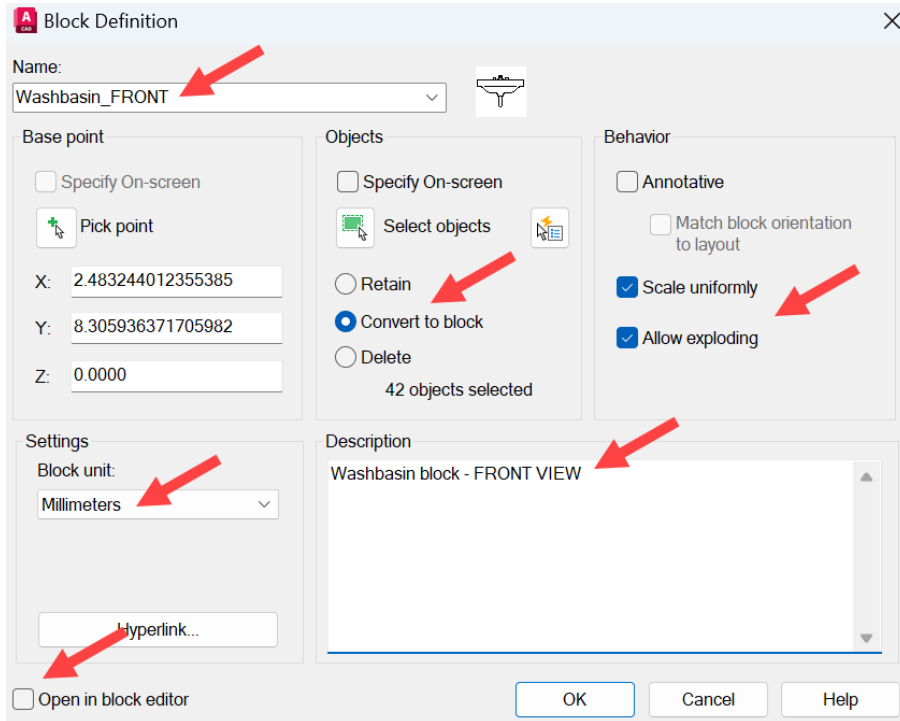 A
CAD
Block Definition
Name:
Washbasin_FRONT
Base point
Specify On-screen
Pick point
X: 2.483244012355385
Y: 8.305936371705982
Z: 0.0000
Objects
Specify On-screen
Select objects
Retain
Convert to block
Delete
42 objects selected
Behavior
Annotative
Match block orientation
to layout
Scale uniformly
Allow exploding
Settings
Block unit:
Millimeters
Hyperlink...
Description
Washbasin block - FRONT VIEW
Open in block editor
OK
Cancel
Help